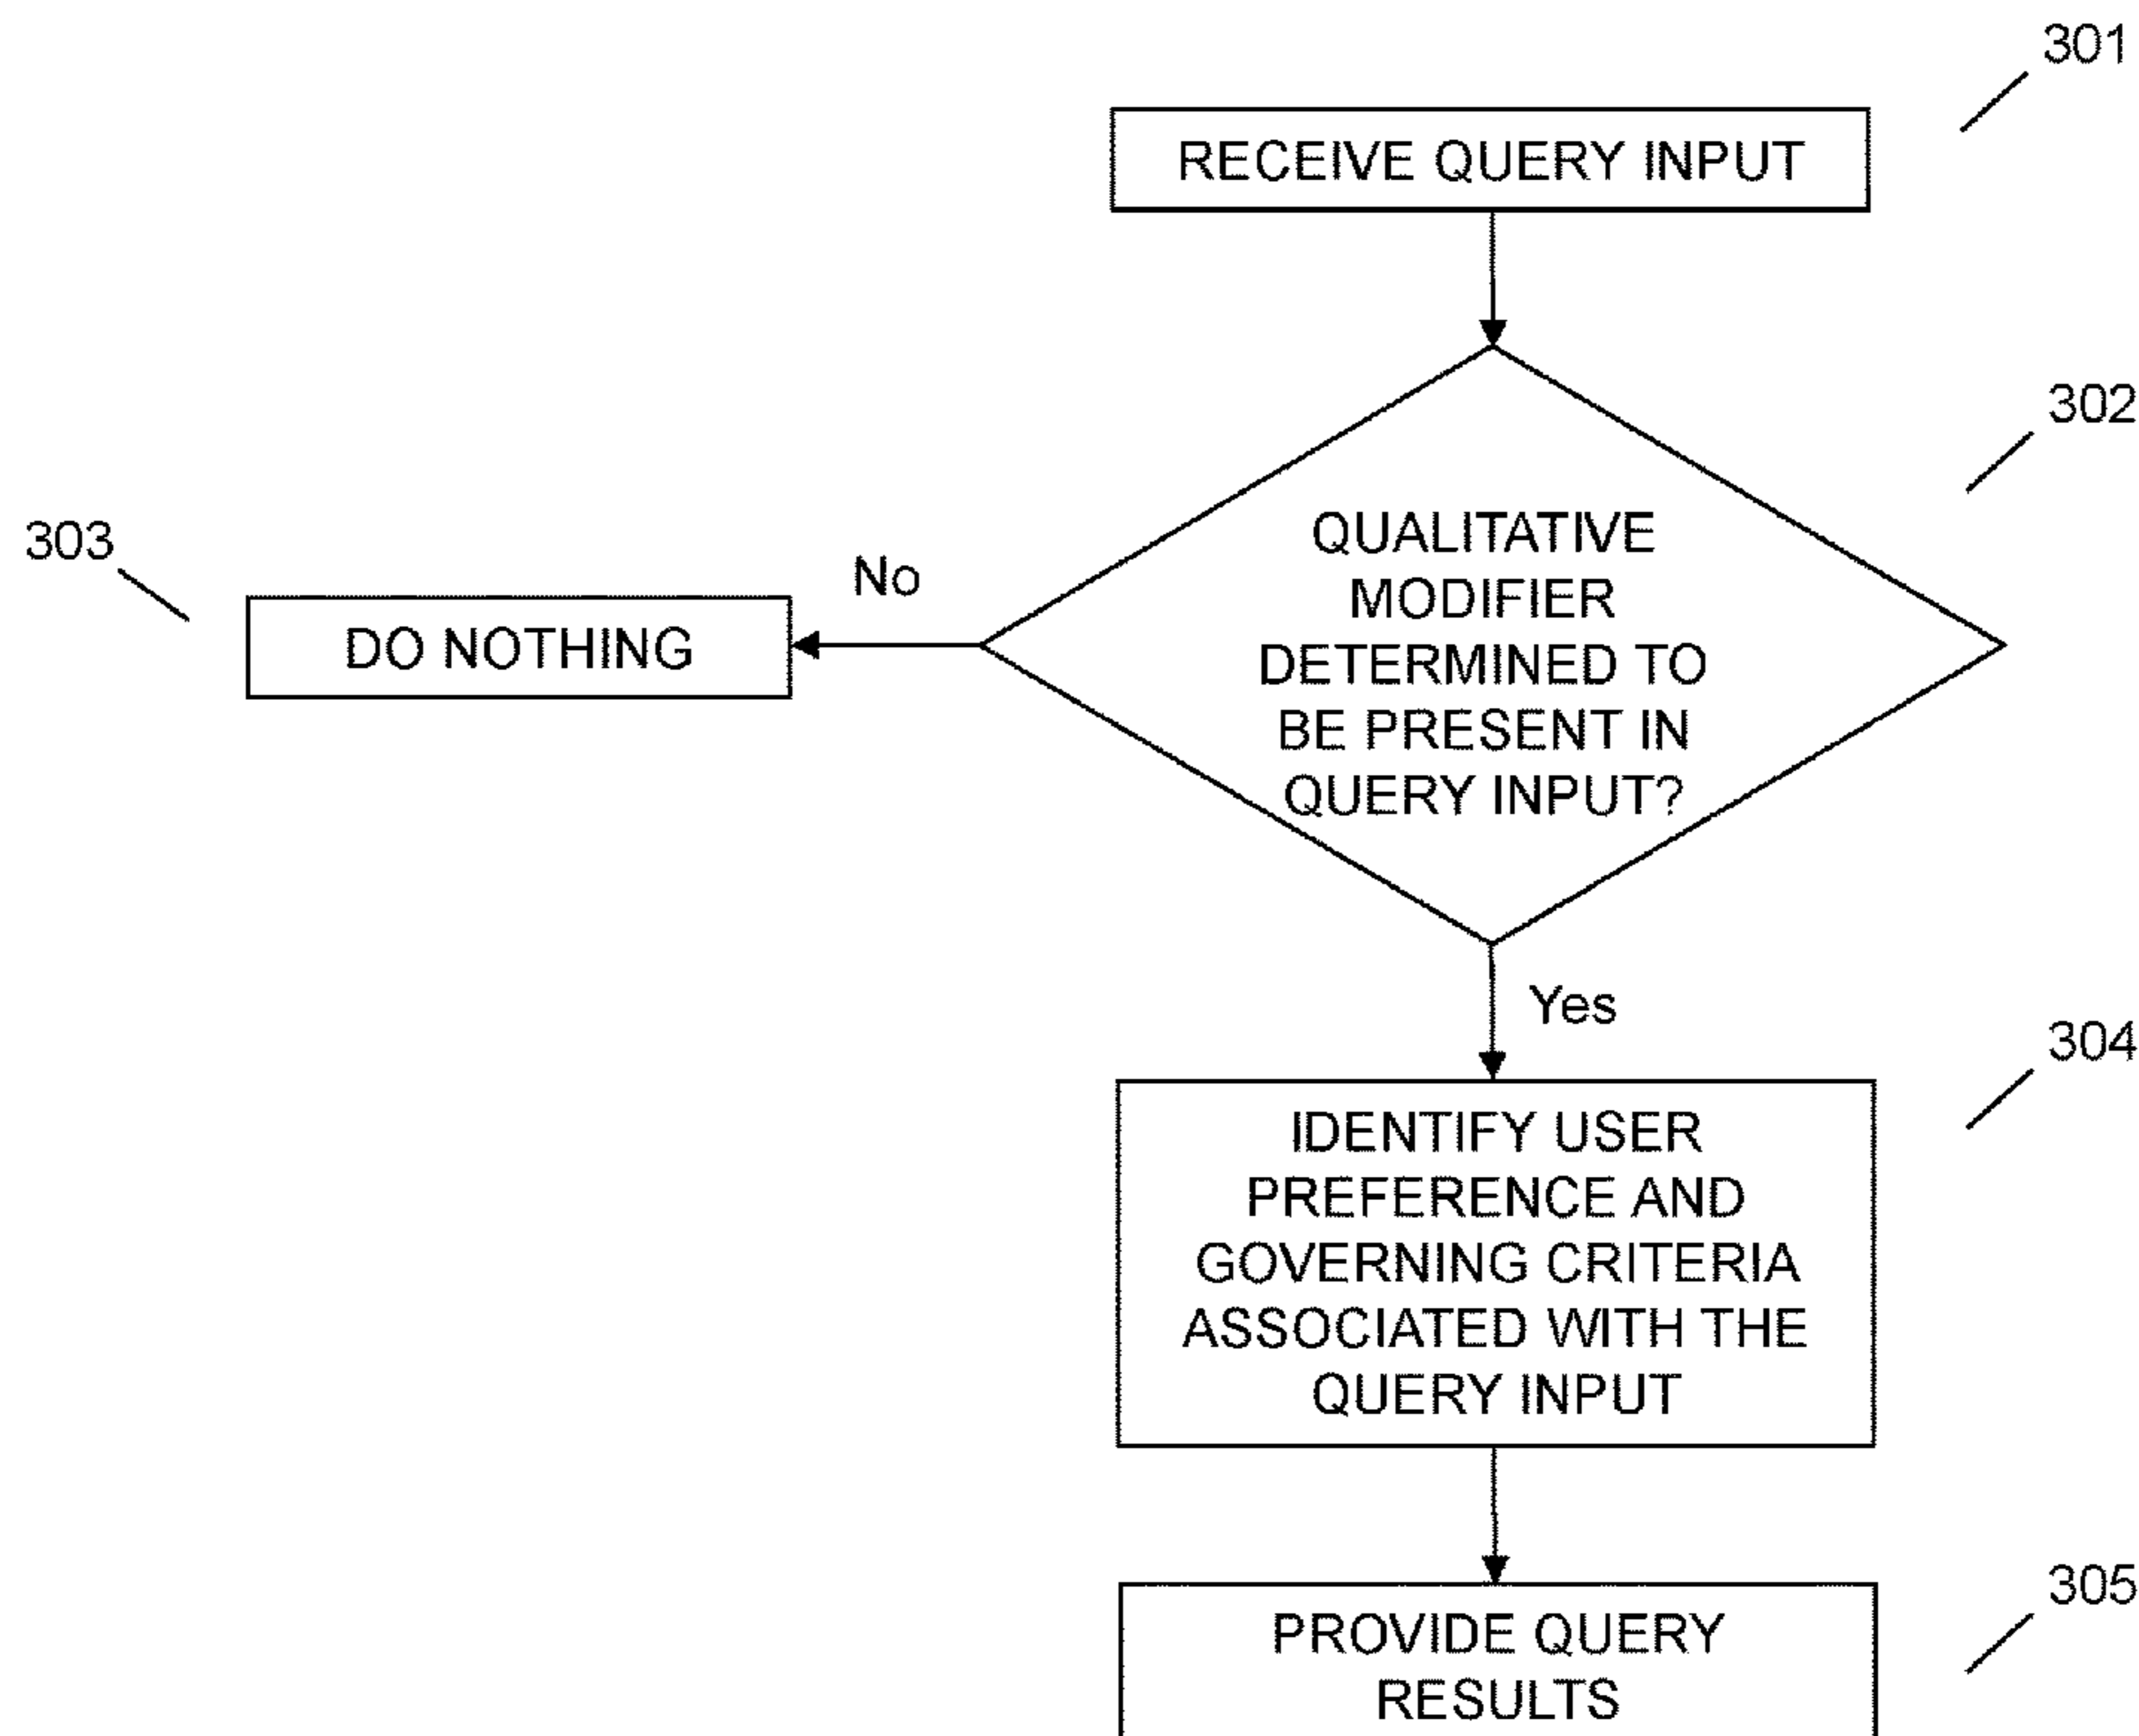 301
RECEIVE QUERY INPUT
302
QUALITATIVE
MODIFIER
DETERMINED TO
BE PRESENT IN
QUERY INPUT?
No
303
DO NOTHING
Yes
304
IDENTIFY USER
PREFERENCE AND
GOVERNING CRITERIA
ASSOCIATED WITH THE
QUERY INPUT
305
PROVIDE QUERY
RESULTS